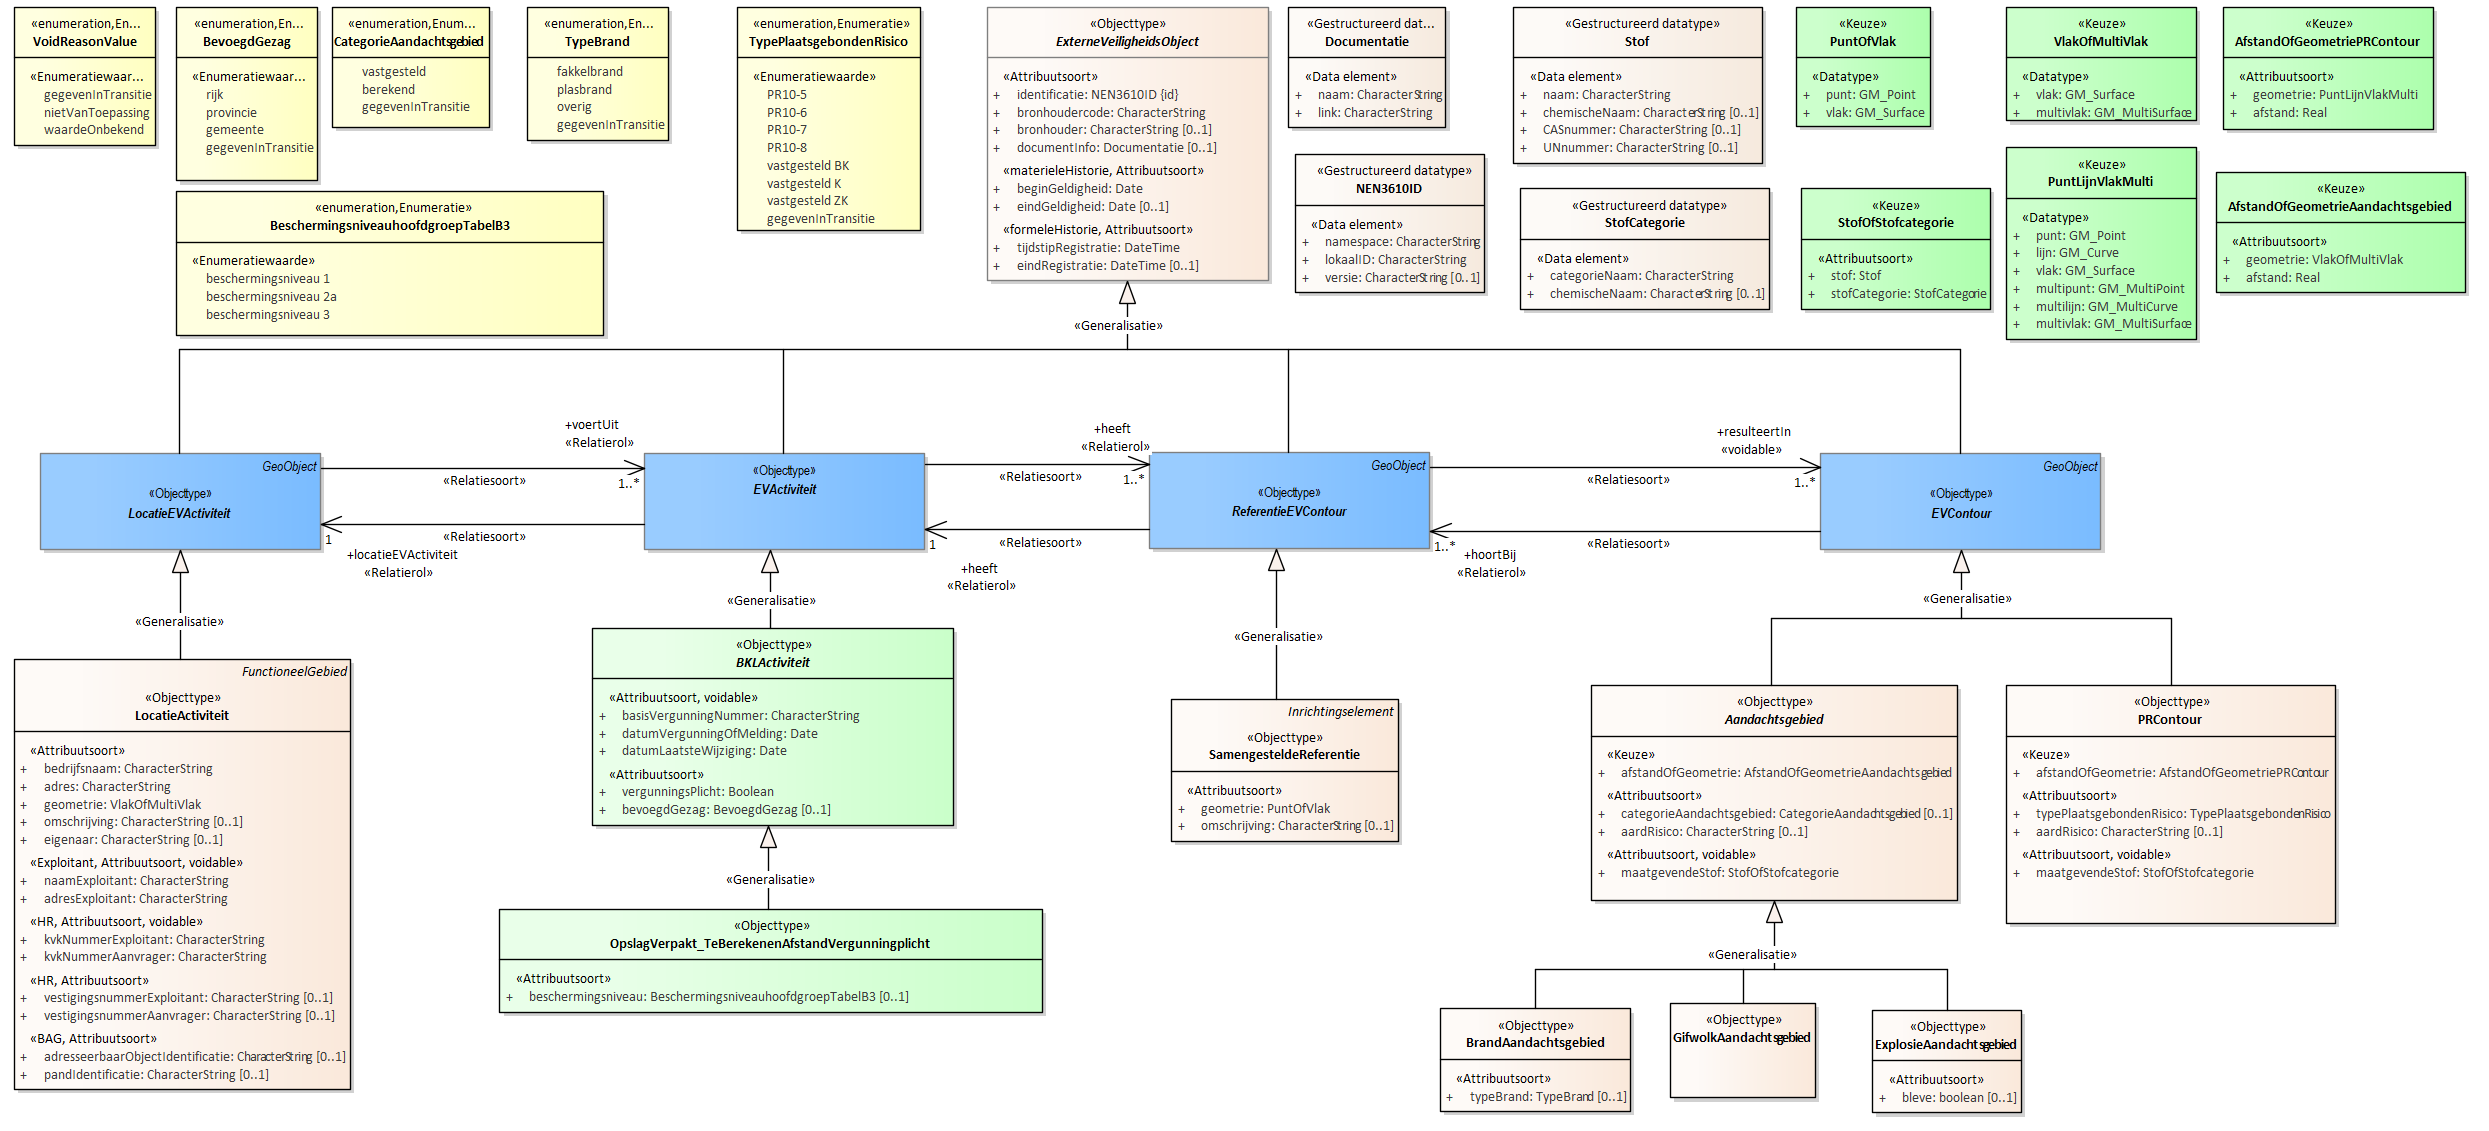 «enumeration,En...
VoidReasonValue
«Enumeratiewaar...
gegevenInTransitie
nietVanToepassing
waardeOnbekend
«enumeration,En...
BevoegdGezag
«Enumeratiewaar...
rijk
provincie
gemeente
gegevenInTransitie
«enumeration,Enum...
CategorieAandachtsgebied
vastgesteld
berekend
gegevenInTransitie
«enumeration,En...
TypeBrand
fakkelbrand
plasbrand
overig
gegevenInTransitie
«enumeration,Enumeratie»
TypePlaatsgebondenRisico
«Enumeratiewaarde»
PR10-5
PR10-6
PR10-7
PR10-8
vastgesteld BK
vastgesteld K
vastgesteld ZK
gegevenInTransitie
«enumeration,Enumeratie»
BeschermingsniveauhoofdgroepTabelB3
«Enumeratiewaarde»
beschermingsniveau 1
beschermingsniveau 2a
beschermingsniveau 3
«Objecttype»
ExterneVeiligheidsObject
«Attribuutsoort»
+ identificatie: NEN3610ID {id}
+ bronhoudercode: CharacterString
+ bronhouder: CharacterString [0..1]
+ documentInfo: Documentatie [0..1]
«materieleHistorie, Attribuutsoort»
+ beginGeldigheid: Date
+ eindGeldigheid: Date [0..1]
«formeleHistorie, Attribuutsoort»
+ tijdstipRegistratie: DateTime
+ eindRegistratie: DateTime [0..1]
«Gestructureerd dat...
Documentatie
«Data element»
+ naam: CharacterString
+ link: CharacterString
«Gestructureerd datatype»
NEN3610ID
«Data element»
+ namespace: CharacterString
+ lokaalID: CharacterString
+ versie: CharacterString [0..1]
«Gestructureerd datatype»
Stof
«Data element»
+ naam: CharacterString
+ chemischeNaam: CharacterString [0..1]
+ CASnummer: CharacterString [0..1]
+ UNnummer: CharacterString [0..1]
«Gestructureerd datatype»
StofCategorie
«Data element»
+ categorieNaam: CharacterString
+ chemischeNaam: CharacterString [0..1]
«Keuze»
PuntOfVlak
«Datatype»
+ punt: GM_Point
+ vlak: GM_Surface
«Keuze»
StofOfStofcategorie
«Attribuutsoort»
+ stof: Stof
+ stofCategorie: StofCategorie
«Keuze»
VlakOfMultiVlak
«Datatype»
+ vlak: GM_Surface
+ multivlak: GM_MultiSurface
«Keuze»
PuntLijnVlakMulti
«Datatype»
+ punt: GM_Point
+ lijn: GM_Curve
+ vlak: GM_Surface
+ multipunt: GM_MultiPoint
+ multilijn: GM_MultiCurve
+ multivlak: GM_MultiSurface
«Keuze»
AfstandOfGeometriePRContour
«Attribuutsoort»
+ geometrie: PuntLijnVlakMulti
+ afstand: Real
«Keuze»
AfstandOfGeometrieAandachtsgebied
«Attribuutsoort»
+ geometrie: VlakOfMultiVlak
+ afstand: Real
«Generalisatie»
GeoObject
«Objecttype»
LocatieEVActiviteit
+voertUit
«Relatierol»
«Relatiesoort»
1..*
«Relatiesoort»
1
+locatieEVActiviteit
«Relatierol»
«Objecttype»
EVActiviteit
+heeft
«Relatierol»
«Relatiesoort»
1..*
«Relatiesoort»
1
+heeft
«Relatierol»
GeoObject
«Objecttype»
ReferentieEVContour
+resulteertIn
«voidable»
«Relatiesoort»
1..*
«Relatiesoort»
1..*
+hoortBij
«Relatierol»
GeoObject
«Objecttype»
EVContour
«Generalisatie»
«Generalisatie»
«Generalisatie»
«Generalisatie»
FunctioneelGebied
«Objecttype»
LocatieActiviteit
«Attribuutsoort»
+ bedrijfsnaam: CharacterString
+ adres: CharacterString
+ geometrie: VlakOfMultiVlak
+ omschrijving: CharacterString [0..1]
+ eigenaar: CharacterString [0..1]
«Exploitant, Attribuutsoort, voidable»
+ naamExploitant: CharacterString
+ adresExploitant: CharacterString
«HR, Attribuutsoort, voidable»
+ kvkNummerExploitant: CharacterString
+ kvkNummerAanvrager: CharacterString
«HR, Attribuutsoort»
+ vestigingsnummerExploitant: CharacterString [0..1]
+ vestigingsnummerAanvrager: CharacterString [0..1]
«BAG, Attribuutsoort»
+ adresseerbaarObjectIdentificatie: CharacterString [0..1]
+ pandIdentificatie: CharacterString [0..1]
«Objecttype»
BKLActiviteit
«Attribuutsoort, voidable»
+ basisVergunningNummer: CharacterString
+ datumVergunningOfMelding: Date
+ datumLaatsteWijziging: Date
«Attribuutsoort»
+ vergunningsPlicht: Boolean
+ bevoegdGezag: BevoegdGezag [0..1]
«Generalisatie»
«Objecttype»
OpslagVerpakt_TeBerekenenAfstandVergunningplicht
«Attribuutsoort»
+ beschermingsniveau: BeschermingsniveauhoofdgroepTabelB3 [0..1]
Inrichtingselement
«Objecttype»
SamengesteldeReferentie
«Attribuutsoort»
+ geometrie: PuntOfVlak
+ omschrijving: CharacterString [0..1]
«Objecttype»
Aandachtsgebied
«Keuze»
+ afstandOfGeometrie: AfstandOfGeometrieAandachtsgebied
«Attribuutsoort»
+ categorieAandachtsgebied: CategorieAandachtsgebied [0..1]
+ aardRisico: CharacterString [0..1]
«Attribuutsoort, voidable»
+ maatgevendeStof: StofOfStofcategorie
«Objecttype»
PRContour
«Keuze»
+ afstandOfGeometrie: AfstandOfGeometriePRContour
«Attribuutsoort»
+ typePlaatsgebondenRisico: TypePlaatsgebondenRisico
+ aardRisico: CharacterString [0..1]
«Attribuutsoort, voidable»
+ maatgevendeStof: StofOfStofcategorie
«Generalisatie»
«Objecttype»
BrandAandachtsgebied
«Attribuutsoort»
+ typeBrand: TypeBrand [0..1]
«Objecttype»
GifwolkAandachtsgebied
«Objecttype»
ExplosieAandachtsgebied
«Attribuutsoort»
+ bleve: boolean [0..1]